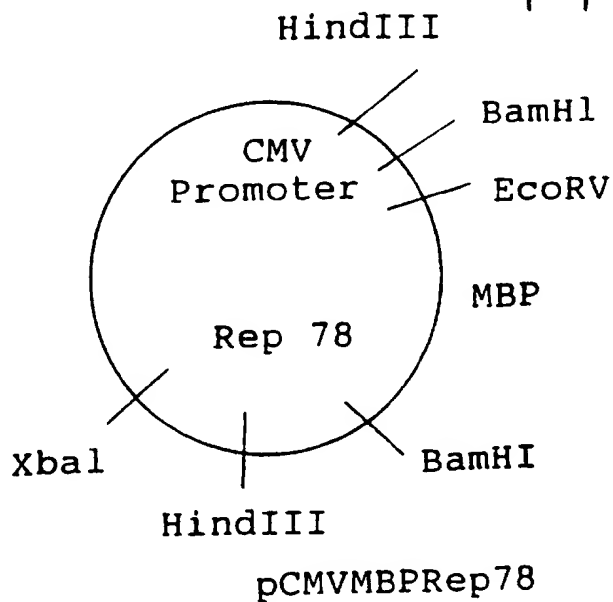 HindIII
BamHl
CMV
Promoter
EcoRV
MBP
Rep 78
Xbal
BamHI
HindIII
pCMVMBPRep78